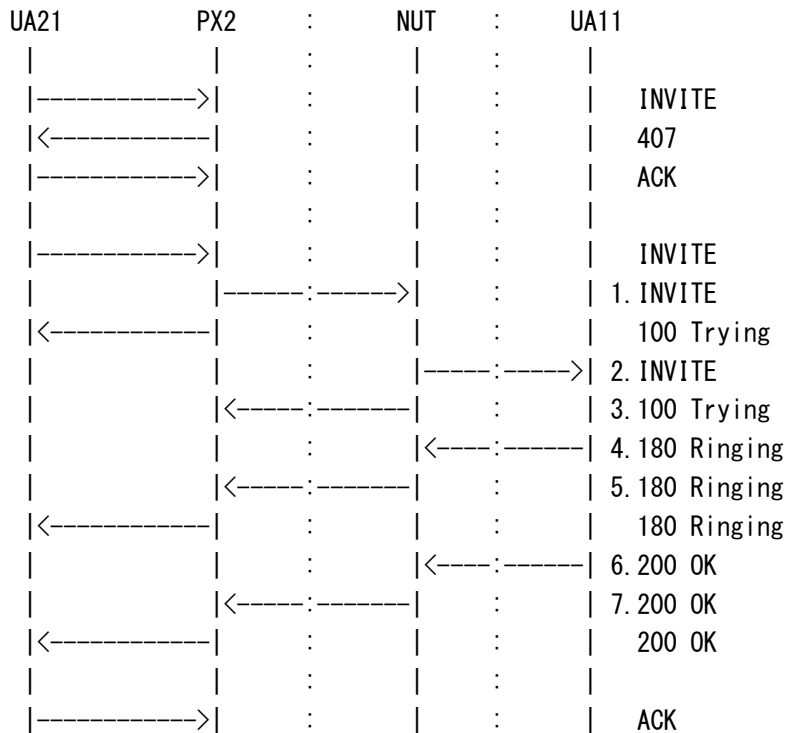 UA21 PX2 : NUT : UA11
| | : | : |
|------------>| : | : | INVITE
|<------------| : | : | 407
|------------>| : | : | ACK
| | : | : |
|------------>| : | : | INVITE
| |------:------>| : | 1.INVITE
|<------------| : | : | 100 Trying
| | : |-----:----->| 2.INVITE
| |<-----:-------| : | 3.100 Trying
| | : |<----:------| 4.180 Ringing
| |<-----:-------| : | 5.180 Ringing
|<------------| : | : | 180 Ringing
| | : |<----:------| 6.200 OK
| |<-----:-------| : | 7.200 OK
|<------------| : | : | 200 OK
| | : | : |
|------------>| : | : | ACK